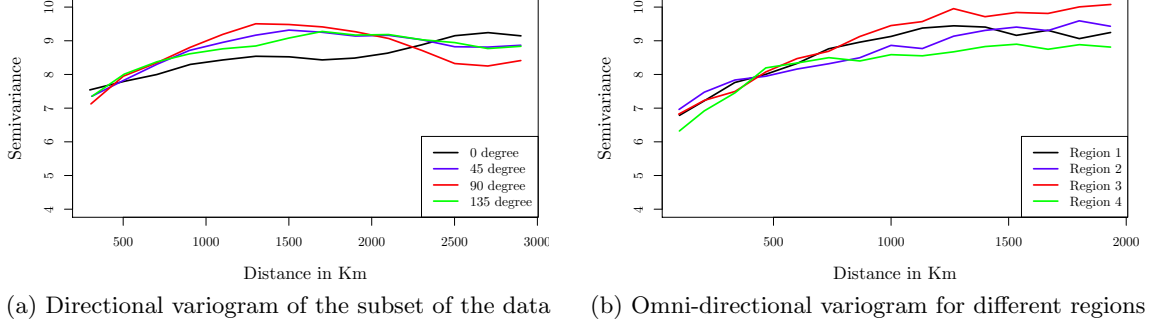 Semivariance
4 5 6 7 8 9 10
500 1000 1500 2000 2500 3000
0 degree
45 degree
90 degree
135 degree
Distance in Km
(a) Directional variogram of the subset of the data
Semivariance
4 5 6 7 8 9 10
500 1000 1500 2000
Region 1
Region 2
Region 3
Region 4
Distance in Km
(b) Omni-directional variogram for different regions